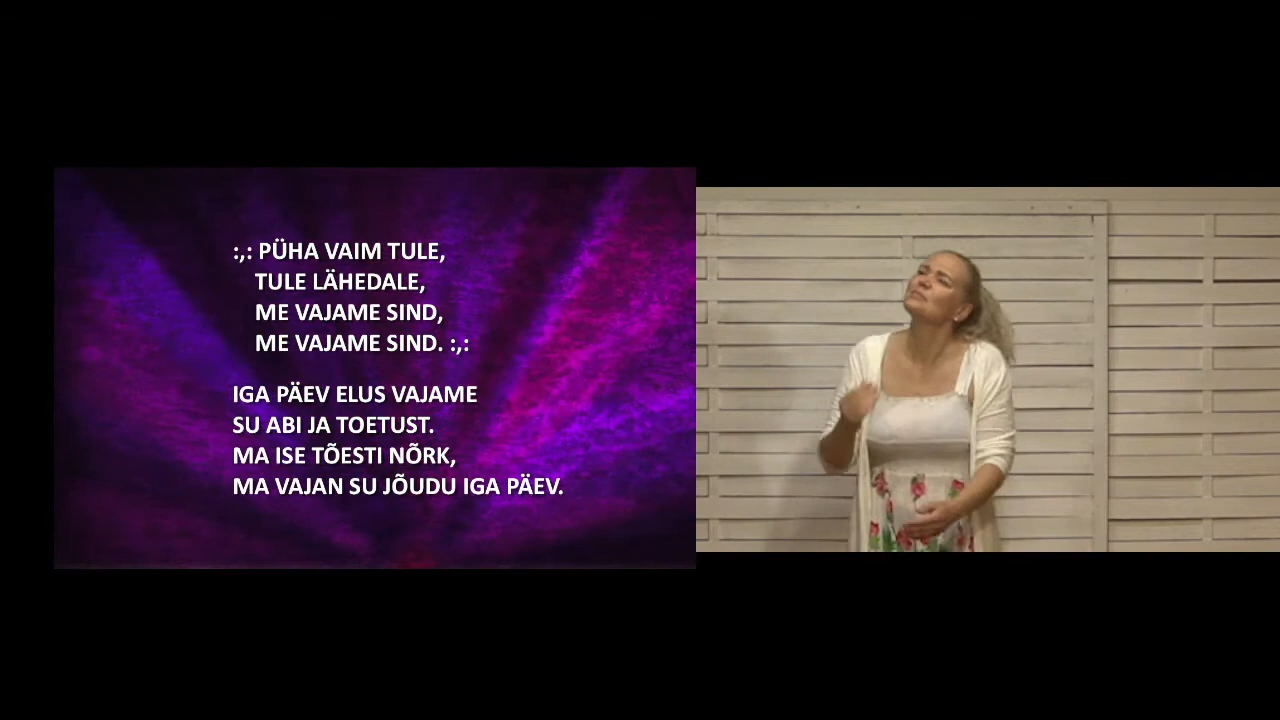 :,: PÜHA VAIM TULE,
TULE LÄHEDALE,
ME VAJAME SIND,
ME VAJAME SIND. :,:
IGA PÄEV ELUS VAJAME
SU ABI JA TOETUST.
MA ISE TÕESTI NÕRK,
MA VAJAN SU JÕUDU IGA PÄEV.